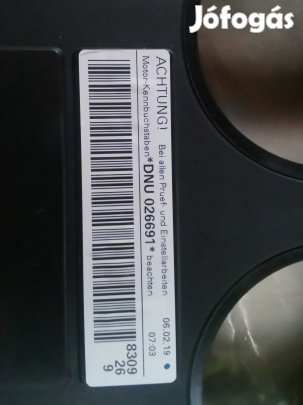 Jófogás
ACHTUNG! Bei allen Pruef- und Einstellarbeiten 06.02.19
Motor-Kennbuchstaben *DNU 026691* beachten 07:03
8309
26
9